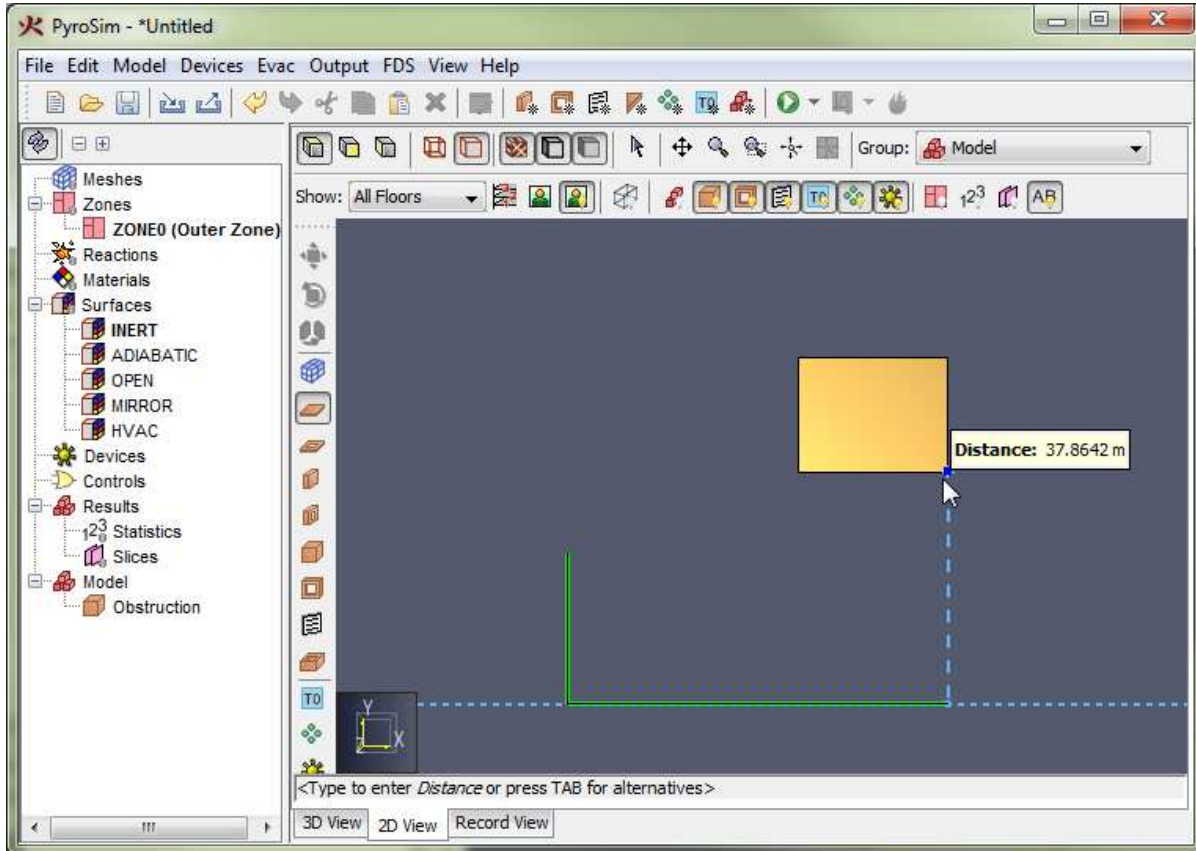 PyroSim - *Untitled
File Edit Model Devices Evac Output FDS View Help
Group: Model
Show: All Floors
Meshes
Zones
ZONE0 (Outer Zone)
Reactions
Materials
Surfaces
INERT
ADIABATIC
OPEN
MIRROR
HVAC
Devices
Controls
Results
Statistics
Slices
Model
Obstruction
Distance: 37.8642 m
Y
X
<Type to enter Distance or press TAB for alternatives>
3D View 2D View Record View